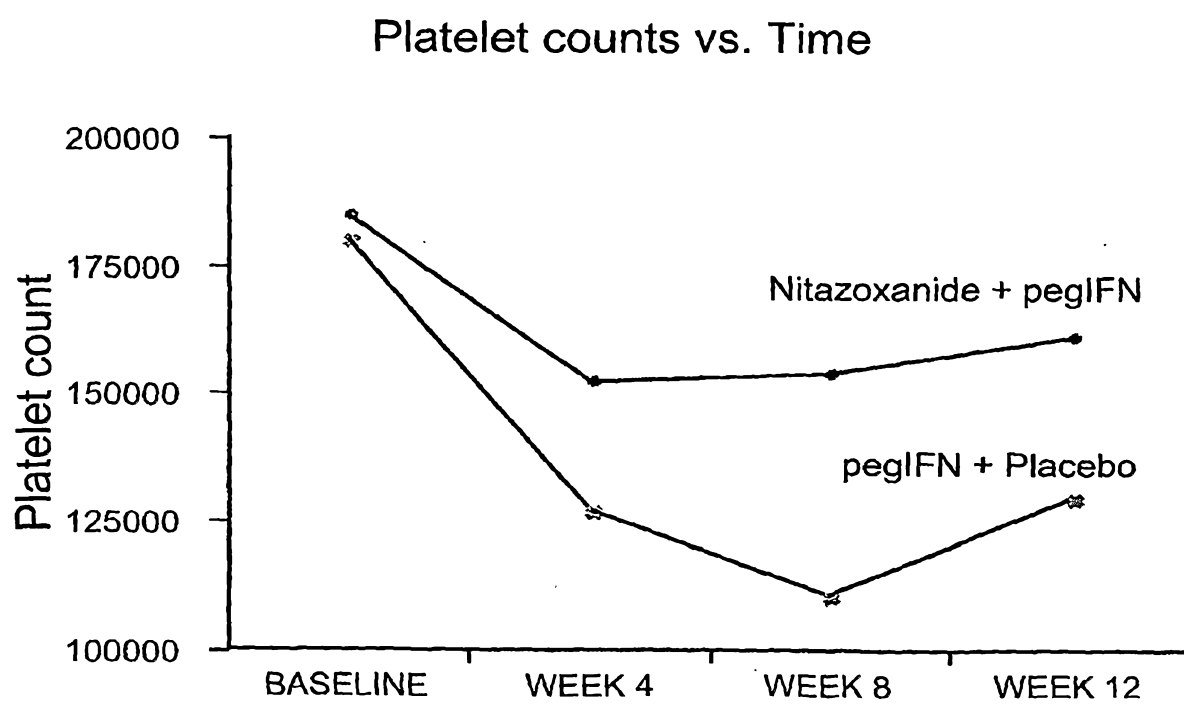 Platelet counts vs. Time
Platelet count
200000
175000
150000
125000
100000
Nitazoxanide + pegIFN
pegIFN + Placebo
BASELINE
WEEK 4
WEEK 8
WEEK 12